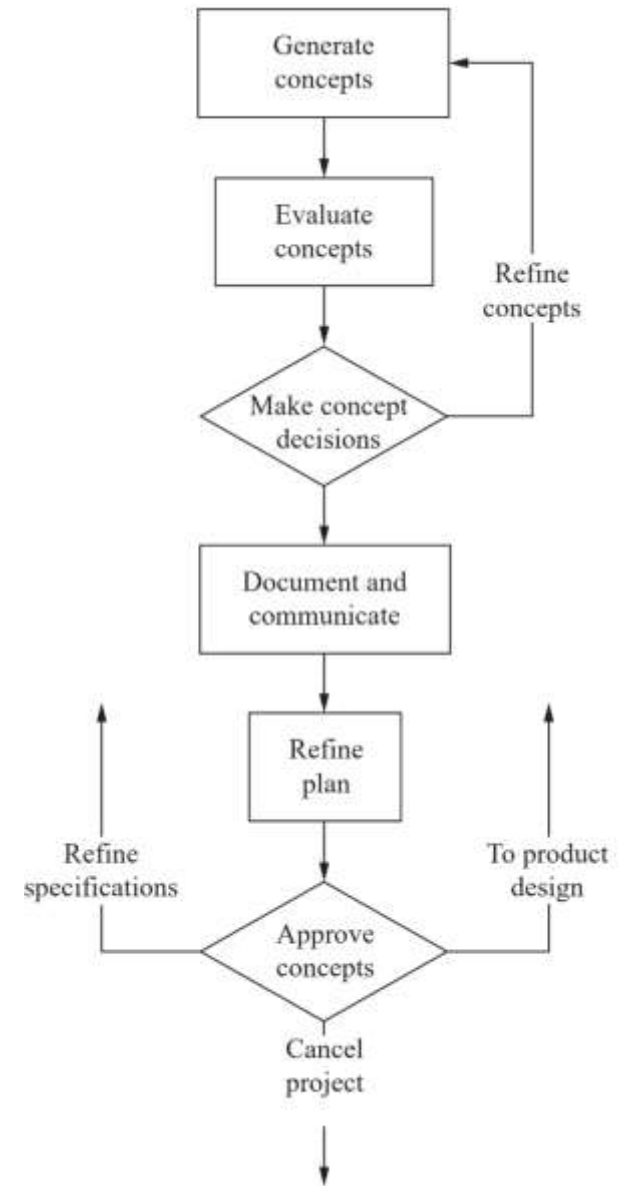 Generate
concepts
Evaluate
concepts
Refine
concepts
Make concept
decisions
Document and
communicate
Refine
plan
Refine
specifications
To product
design
Approve
concepts
Cancel
project